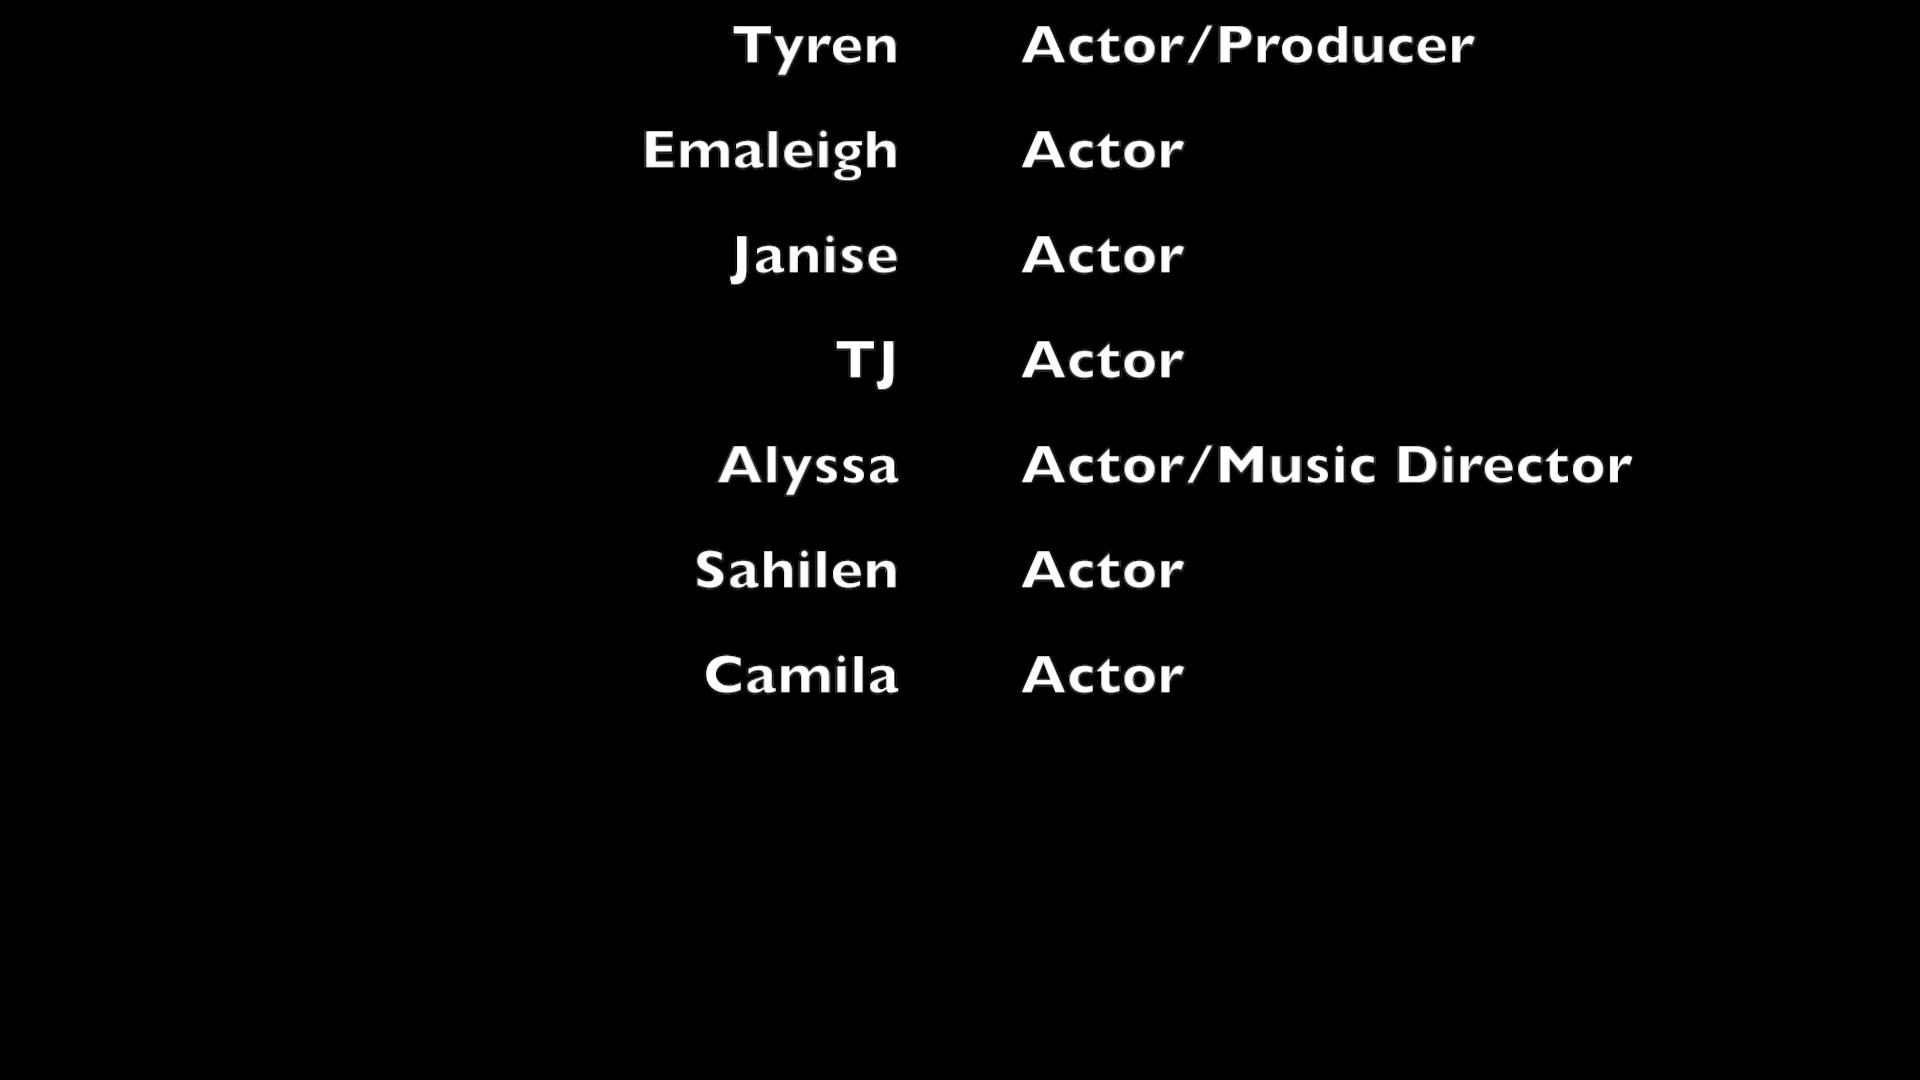 Tyren Actor/Producer
Emaleigh Actor
Janise Actor
TJ Actor
Alyssa Actor/Music Director
Sahilen Actor
Camila Actor